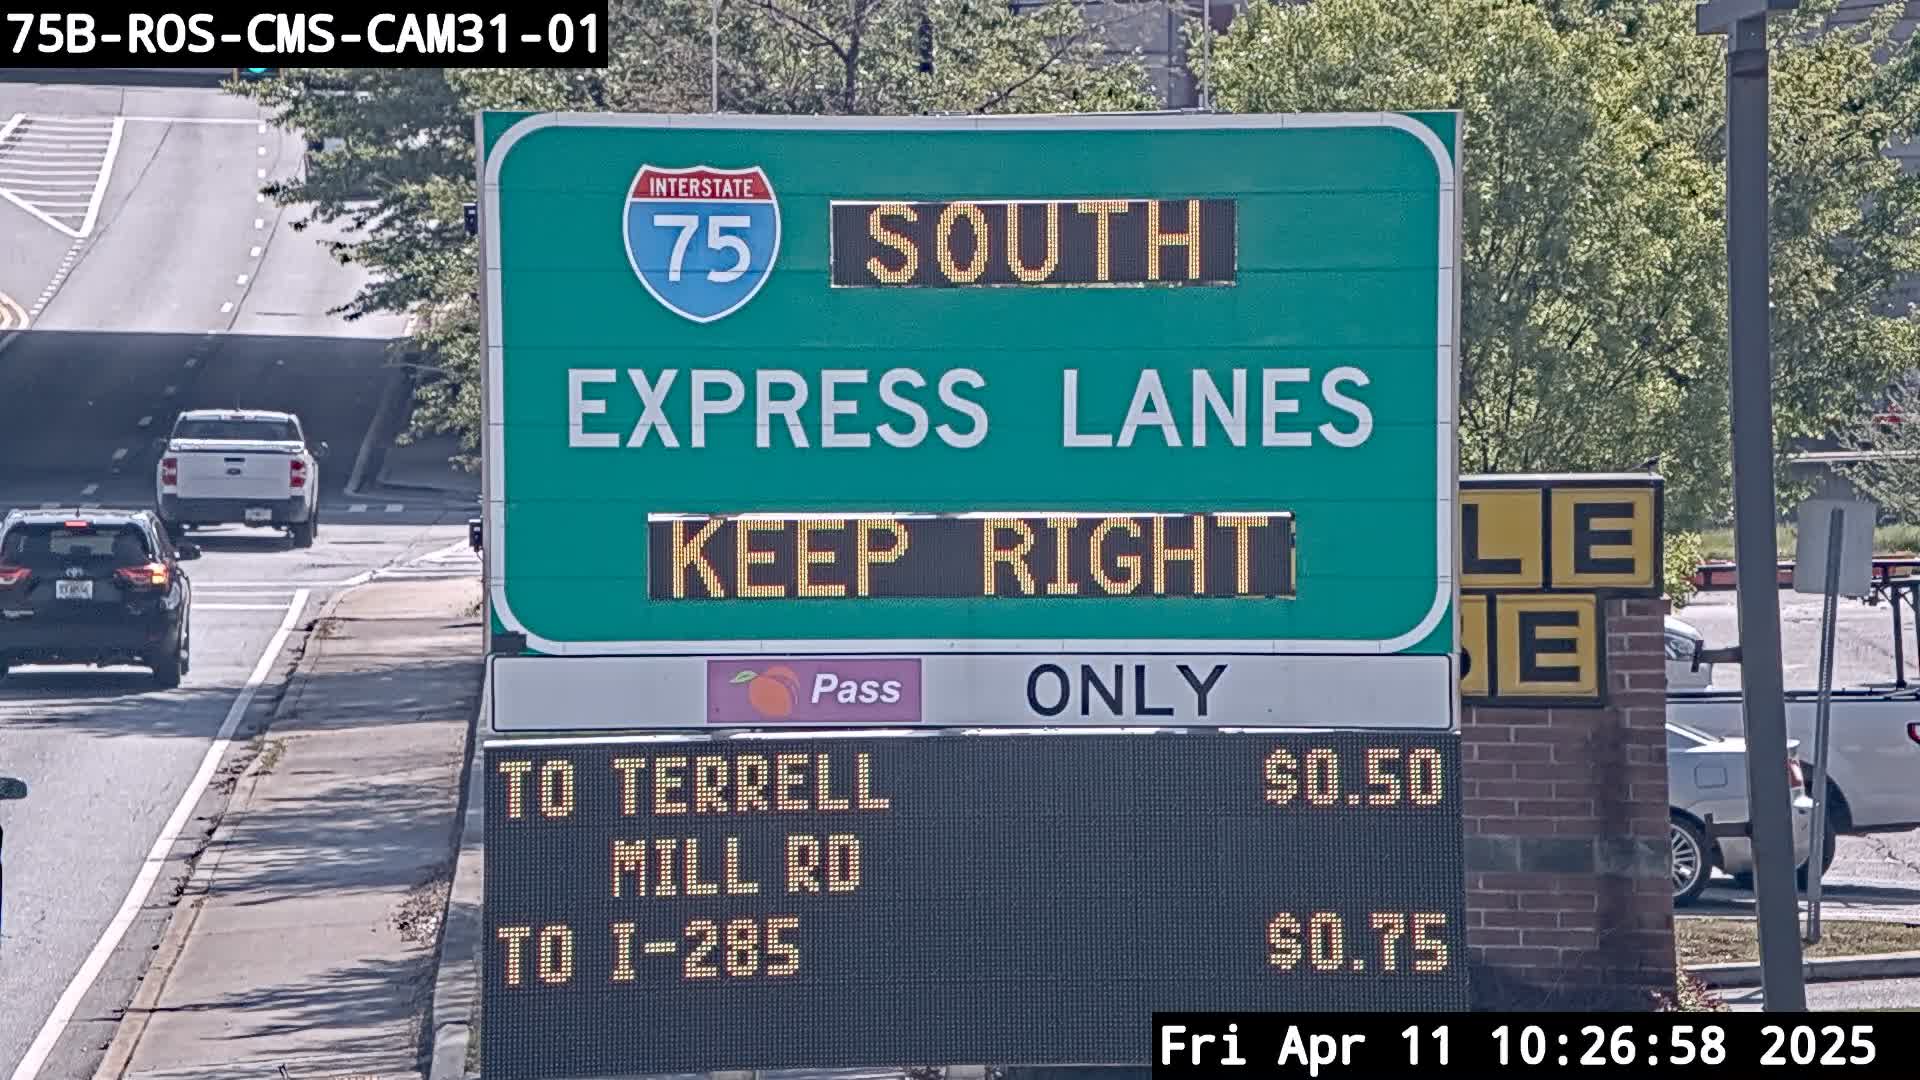 75B-ROS-CMS-CAM31-01
INTERSTATE
75
SOUTH
EXPRESS LANES
KEEP RIGHT
Pass ONLY
TO TERRELL $0.50
MILL RD
TO I-285 $0.75
LE
E
Fri Apr 11 10:26:58 2025